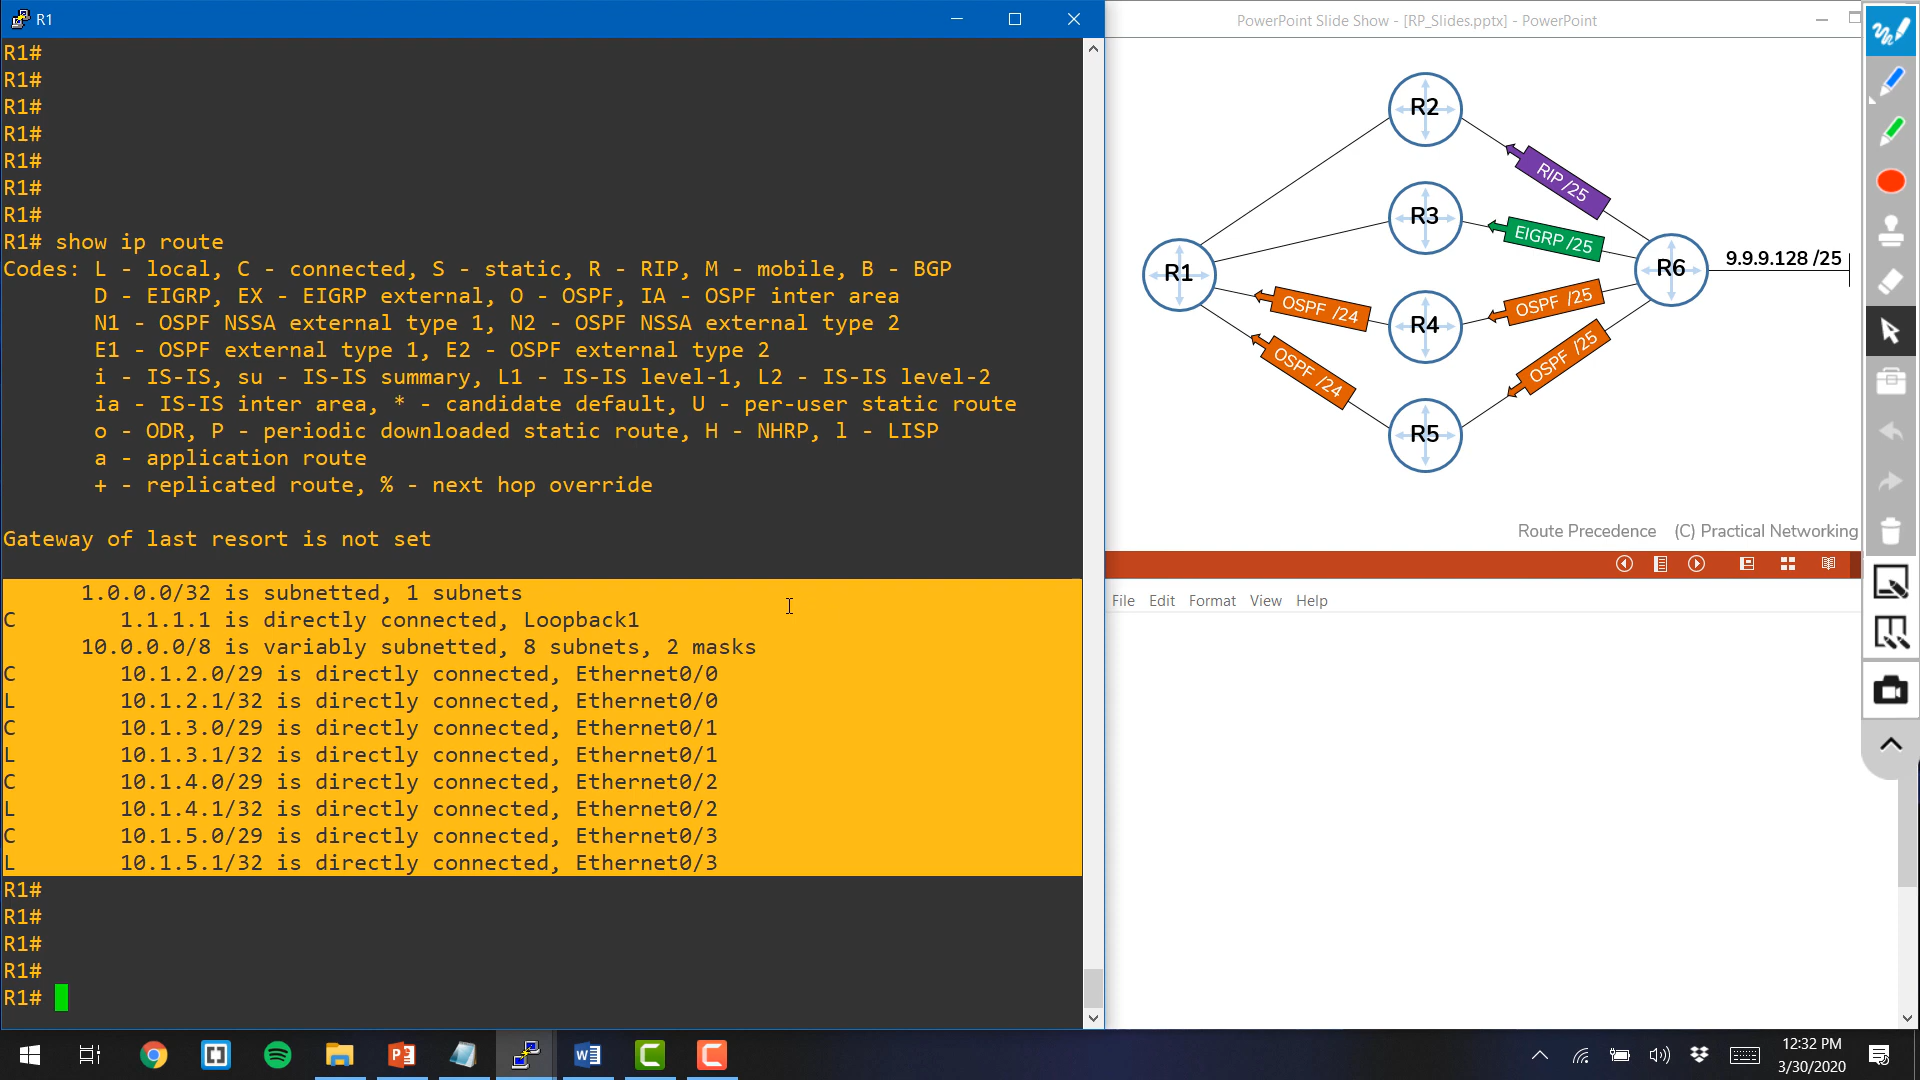 R1
R1#
R1#
R1#
R1#
R1#
R1#
R1#
R1# show ip route
Codes: L - local, C - connected, S - static, R - RIP, M - mobile, B - BGP
       D - EIGRP, EX - EIGRP external, O - OSPF, IA - OSPF inter area
       N1 - OSPF NSSA external type 1, N2 - OSPF NSSA external type 2
       E1 - OSPF external type 1, E2 - OSPF external type 2
       i - IS-IS, su - IS-IS summary, L1 - IS-IS level-1, L2 - IS-IS level-2
       ia - IS-IS inter area, * - candidate default, U - per-user static route
       o - ODR, P - periodic downloaded static route, H - NHRP, l - LISP
       a - application route
       + - replicated route, % - next hop override
Gateway of last resort is not set
      1.0.0.0/32 is subnetted, 1 subnets
C        1.1.1.1 is directly connected, Loopback1
      10.0.0.0/8 is variably subnetted, 8 subnets, 2 masks
C        10.1.2.0/29 is directly connected, Ethernet0/0
L        10.1.2.1/32 is directly connected, Ethernet0/0
C        10.1.3.0/29 is directly connected, Ethernet0/1
L        10.1.3.1/32 is directly connected, Ethernet0/1
C        10.1.4.0/29 is directly connected, Ethernet0/2
L        10.1.4.1/32 is directly connected, Ethernet0/2
C        10.1.5.0/29 is directly connected, Ethernet0/3
L        10.1.5.1/32 is directly connected, Ethernet0/3
R1#
R1#
R1#
R1#
R1#
PowerPoint Slide Show - [RP_Slides.pptx] - PowerPoint
R2
RIP /25
R3
EIGRP /25
R1
R6
9.9.9.128 /25
OSPF /24
R4
OSPF /25
OSPF /24
OSPF /25
R5
Route Precedence (C) Practical Networking
File Edit Format View Help
12:32 PM
3/30/2020